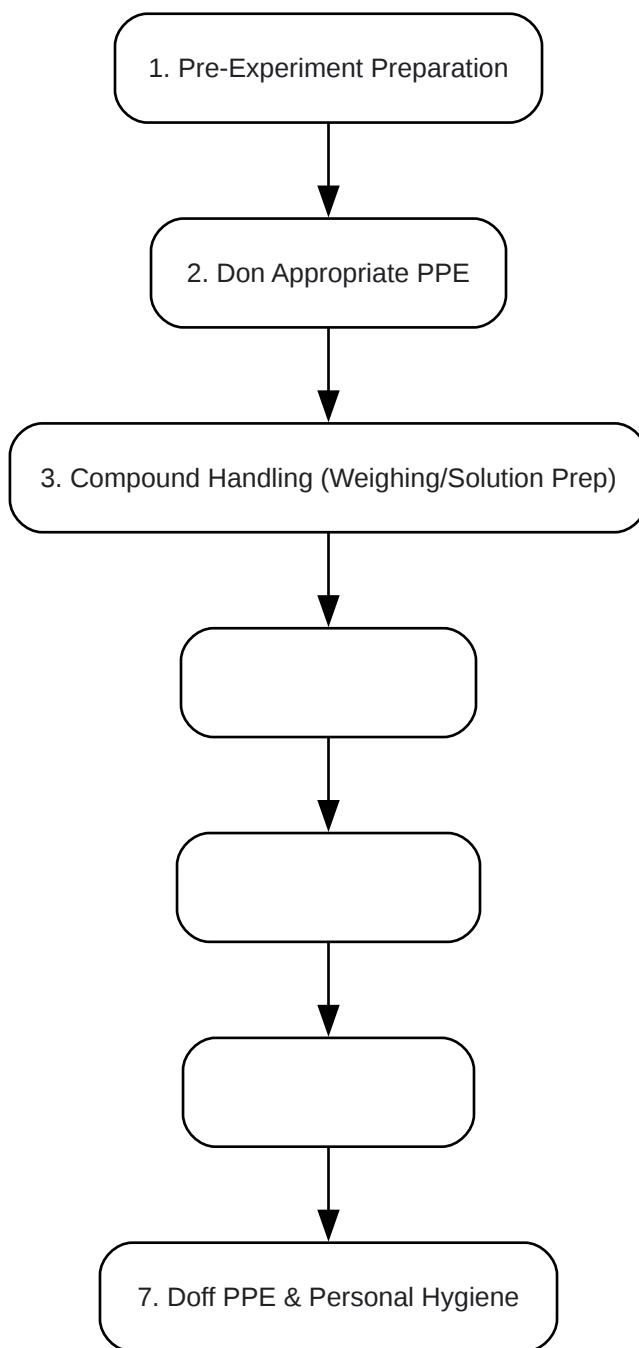 1. Pre-Experiment Preparation
2. Don Appropriate PPE
3. Compound Handling (Weighing/Solution Prep)
7. Doff PPE & Personal Hygiene